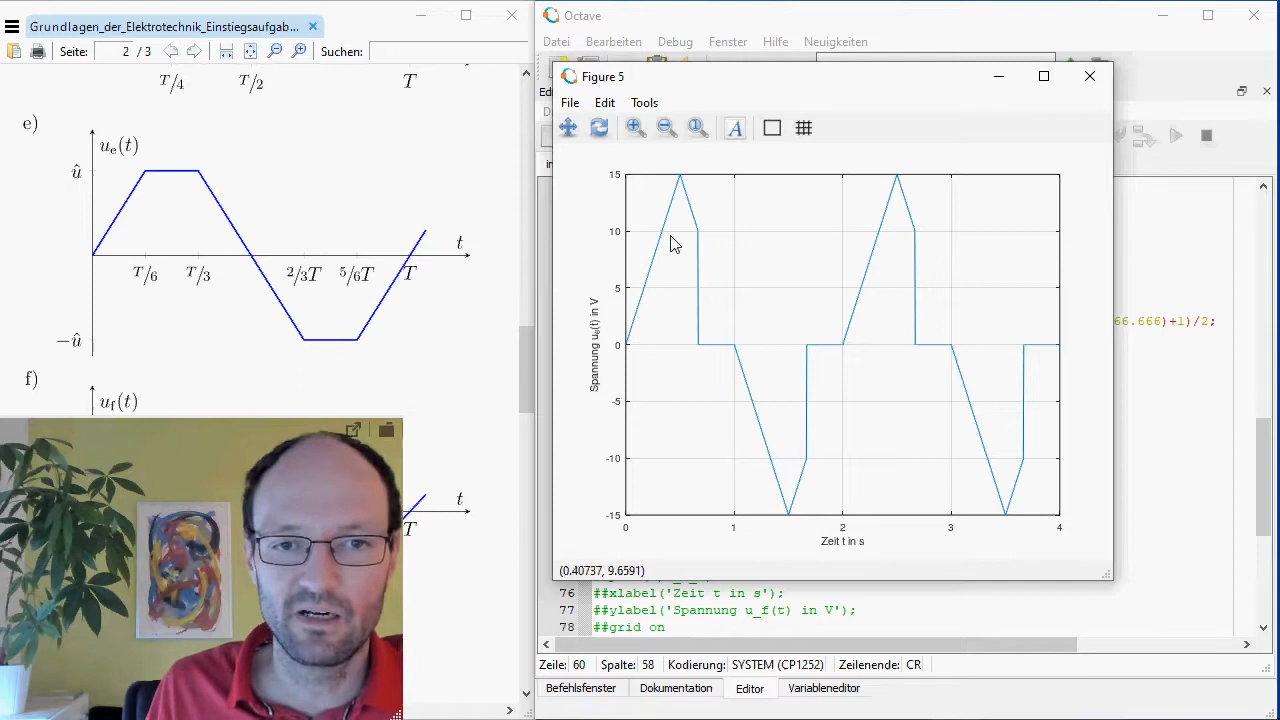 Grundlagen_der_Elektrotechnik_Einstiegsaufgab...
Seite: 2 / 3 Suchen:
T/4 T/2 T
e)
uₑ(t)
û
t
T/6 T/3 2/3T 5/6T T
−û
f)
u_f(t)
t
T
Octave
Datei Bearbeiten Debug Fenster Hilfe Neuigkeiten
Figure 5
File Edit Tools
A
15
10
5
0
-5
-10
-15
0 1 2 3 4
Spannung uₑ(t) in V
Zeit t in s
(0.40737, 9.6591)
66.666)+1)/2;
76 ##xlabel('Zeit t in s');
77 ##ylabel('Spannung u_f(t) in V');
78 ##grid on
Zeile: 60 Spalte: 58 Kodierung: SYSTEM (CP1252) Zeilenende: CR
Befehlsfenster Dokumentation Editor Variableneditor